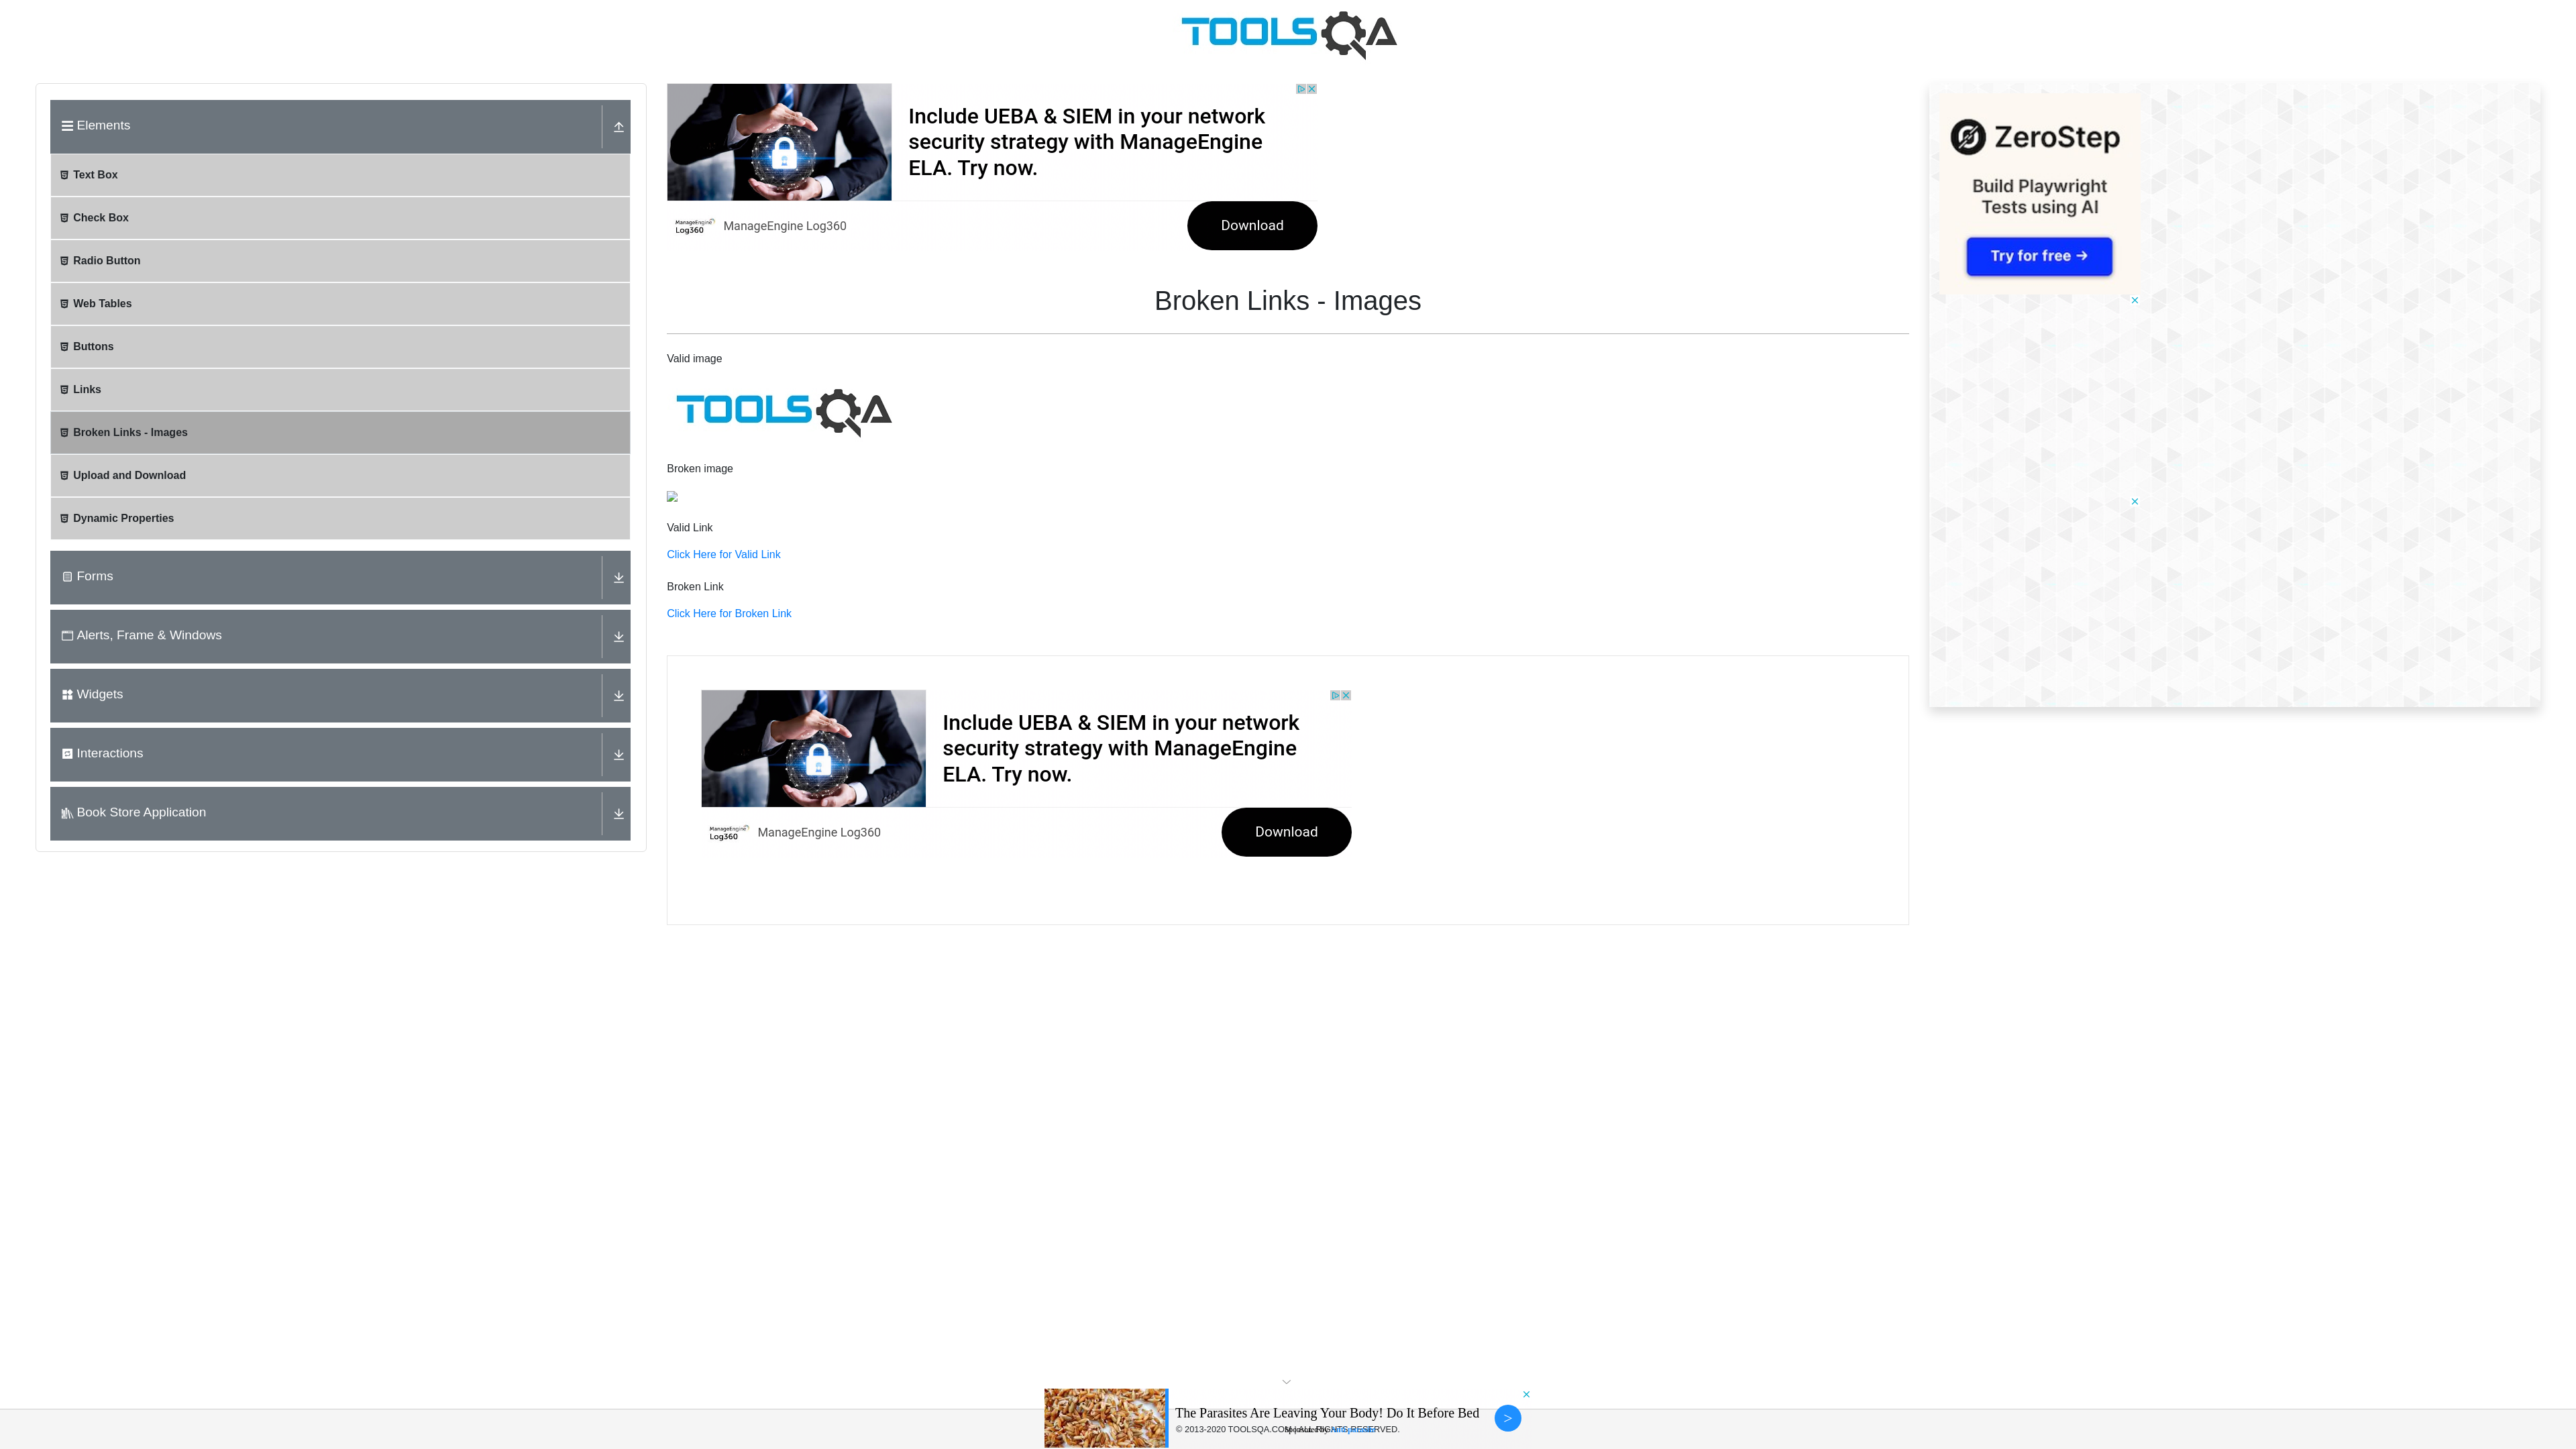 TOOLSQA
Elements
Text Box
Check Box
Radio Button
Web Tables
Buttons
Links
Broken Links - Images
Upload and Download
Dynamic Properties
Forms
Alerts, Frame & Windows
Widgets
Interactions
Book Store Application
Include UEBA & SIEM in your network
security strategy with ManageEngine
ELA. Try now.
ManageEngine
Log360
ManageEngine Log360
Download
Broken Links - Images
Valid image
TOOLSQA
Broken image
Valid Link
Click Here for Valid Link
Broken Link
Click Here for Broken Link
Include UEBA & SIEM in your network
security strategy with ManageEngine
ELA. Try now.
ManageEngine
Log360
ManageEngine Log360
Download
ZeroStep
Build Playwright
Tests using AI
Try for free →
The Parasites Are Leaving Your Body! Do It Before Bed
© 2013-2020 TOOLSQA.COM | ALL RIGHTS RESERVED.